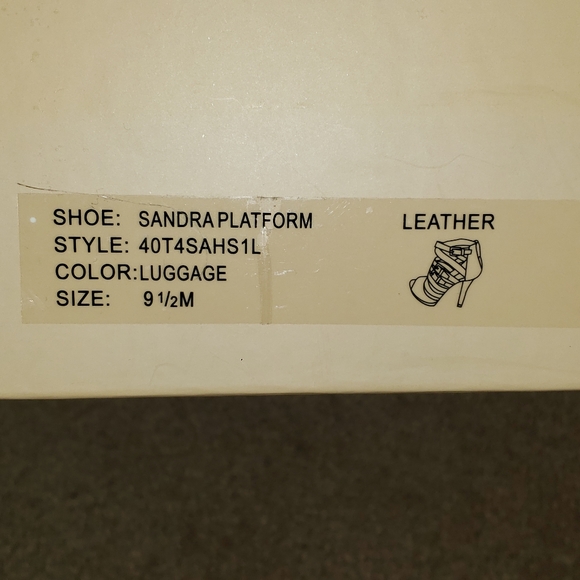 SHOE: SANDRA PLATFORM LEATHER
STYLE: 40T4SAHS1L
COLOR:LUGGAGE
SIZE: 9 1/2M